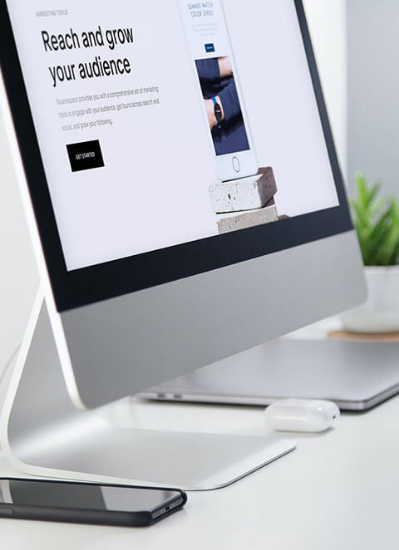 MARKETING TOOLS
Reach and grow
your audience
Squarespace provides you with a comprehensive set of marketing
tools to engage with your audience, get found across search and
social, and grow your following.
GET STARTED
SUMMER WATCH
COLOR SERIES